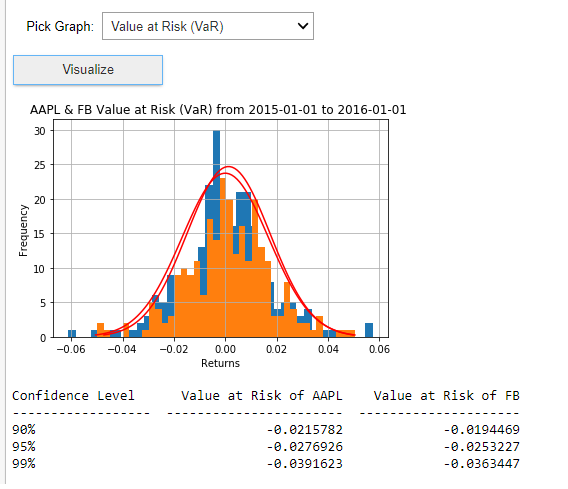 Pick Graph: Value at Risk (VaR)
Visualize
AAPL & FB Value at Risk (VaR) from 2015-01-01 to 2016-01-01
30
25
20
15
10
5
0
Frequency
−0.06 −0.04 −0.02 0.00 0.02 0.04 0.06
Returns
Confidence Level Value at Risk of AAPL Value at Risk of FB
------------------ ----------------------- ---------------------
90% -0.0215782 -0.0194469
95% -0.0276926 -0.0253227
99% -0.0391623 -0.0363447